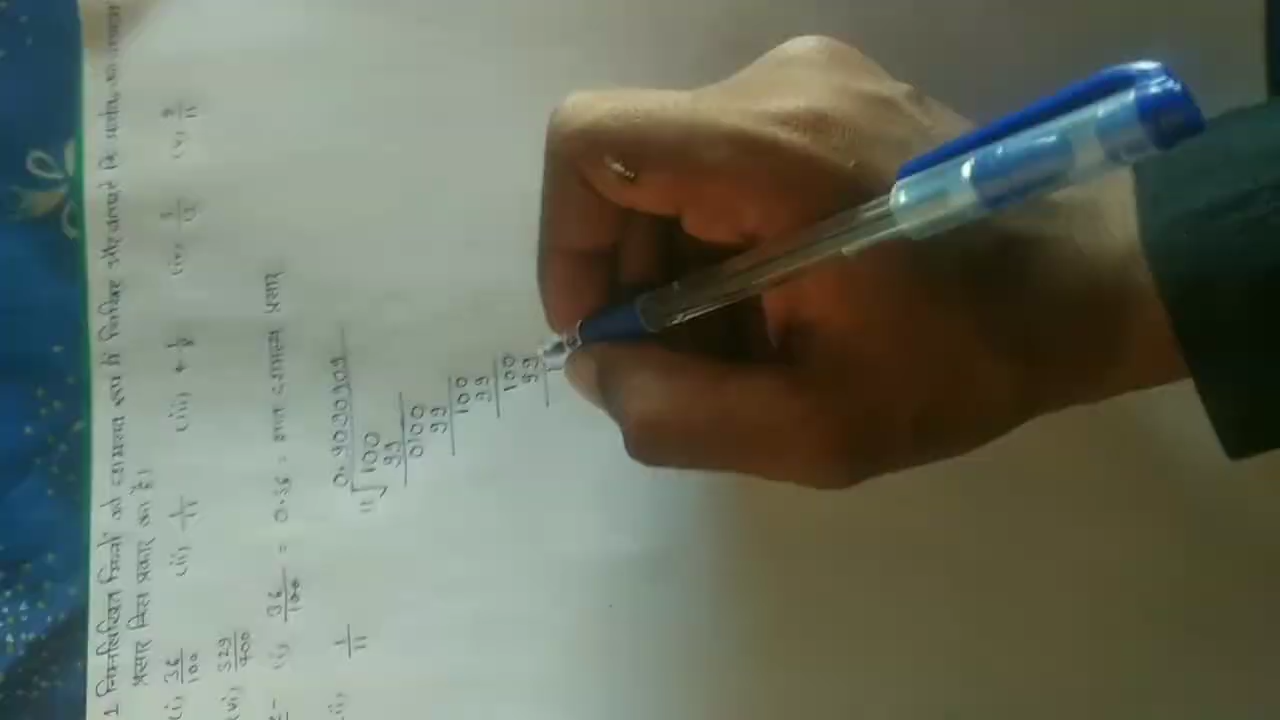 1 निम्नलिखित भिन्नों को दशमलव रूप में लिखिए और बताइए कि प्रत्येक का दशमलव
प्रसार किस प्रकार का है।
(i) 36/100 (ii) 1/11 (iii) 4 1/8 (iv) 3/13 (v) 2/11
(vi) 329/400
(i) 36/100 = 0.36 = सांत दशमलव प्रसार
(ii) 1/11
0.9090909
11 100
99
0100
99
100
99
100
99
1